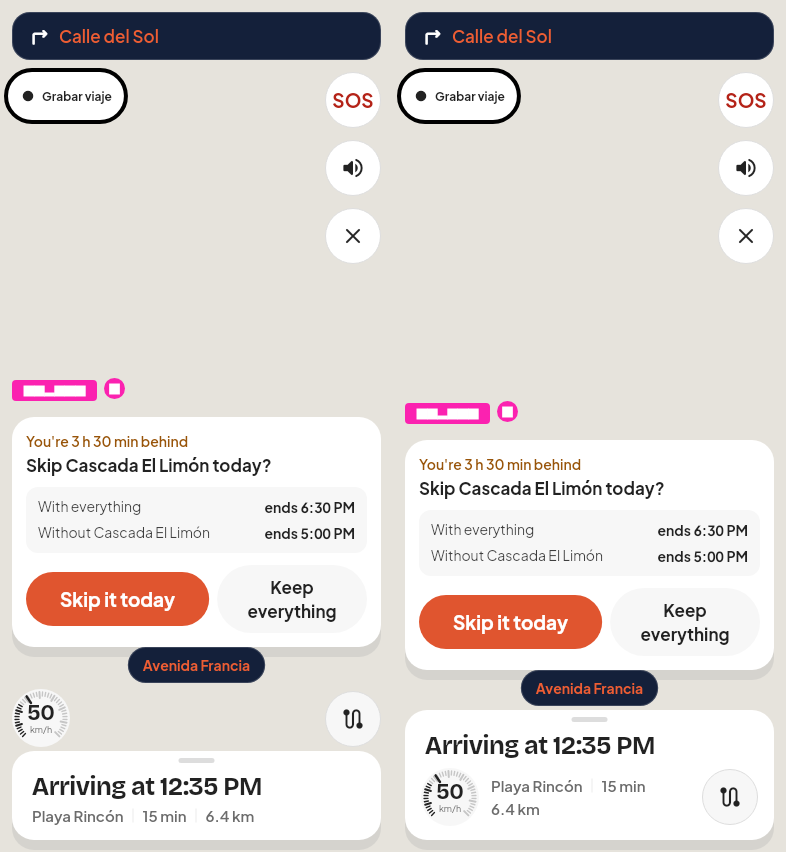 Calle del Sol
Grabar viaje
SOS
You're 3 h 30 min behind
Skip Cascada El Limón today?
With everything ends 6:30 PM
Without Cascada El Limón ends 5:00 PM
Skip it today
Keep
everything
Avenida Francia
50
km/h
Arriving at 12:35 PM
Playa Rincón 15 min 6.4 km
Calle del Sol
Grabar viaje
SOS
You're 3 h 30 min behind
Skip Cascada El Limón today?
With everything ends 6:30 PM
Without Cascada El Limón ends 5:00 PM
Skip it today
Keep
everything
Avenida Francia
Arriving at 12:35 PM
50
km/h
Playa Rincón 15 min
6.4 km